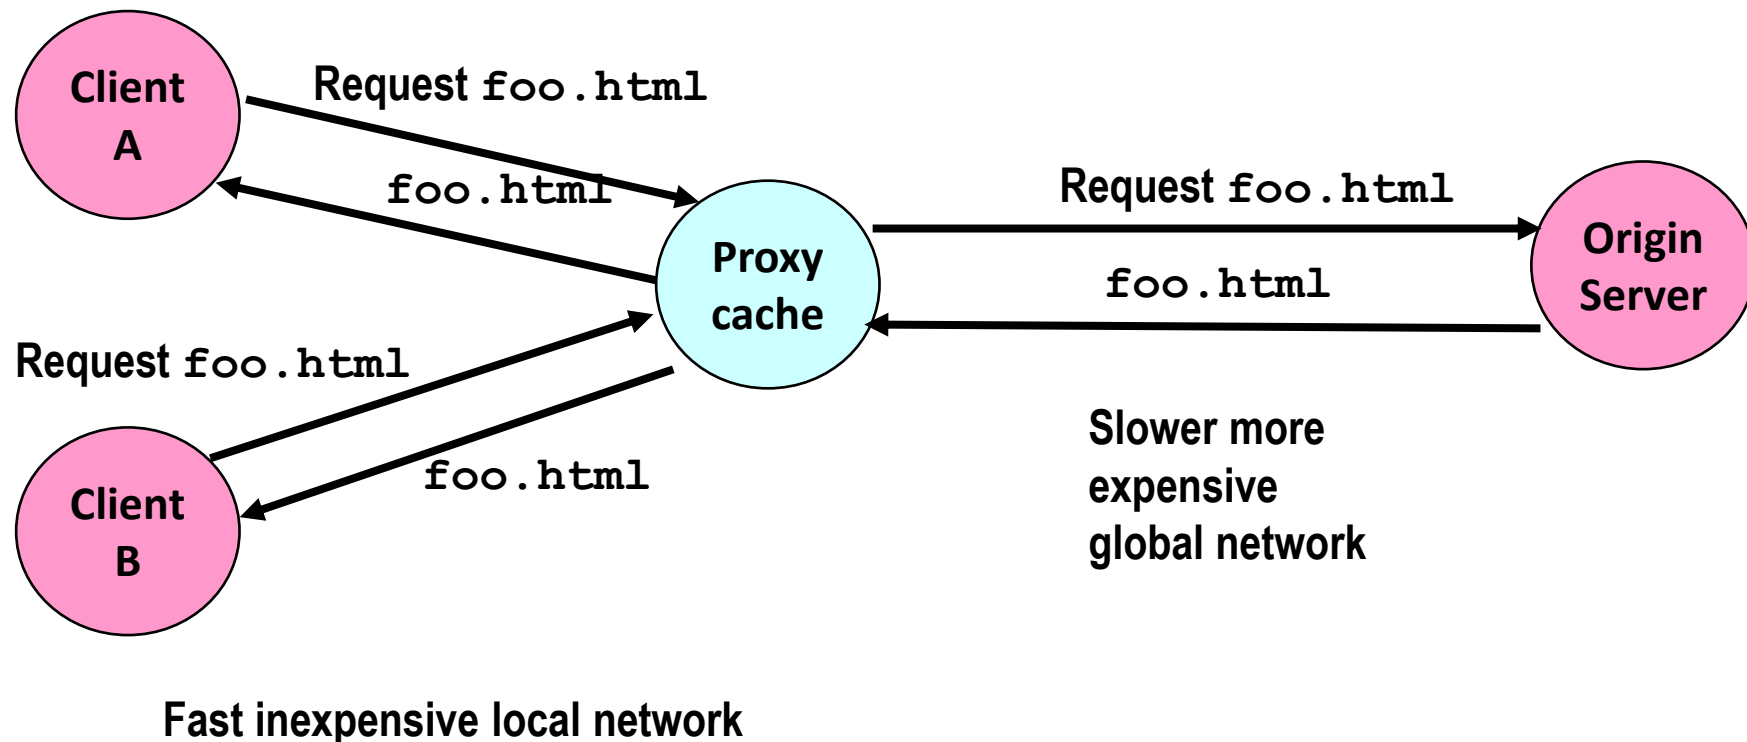 Client
A
Request foo.html
foo.html
Request foo.html
foo.html
Proxy
cache
Request foo.html
foo.html
Origin
Server
Client
B
Slower more
expensive
global network
Fast inexpensive local network